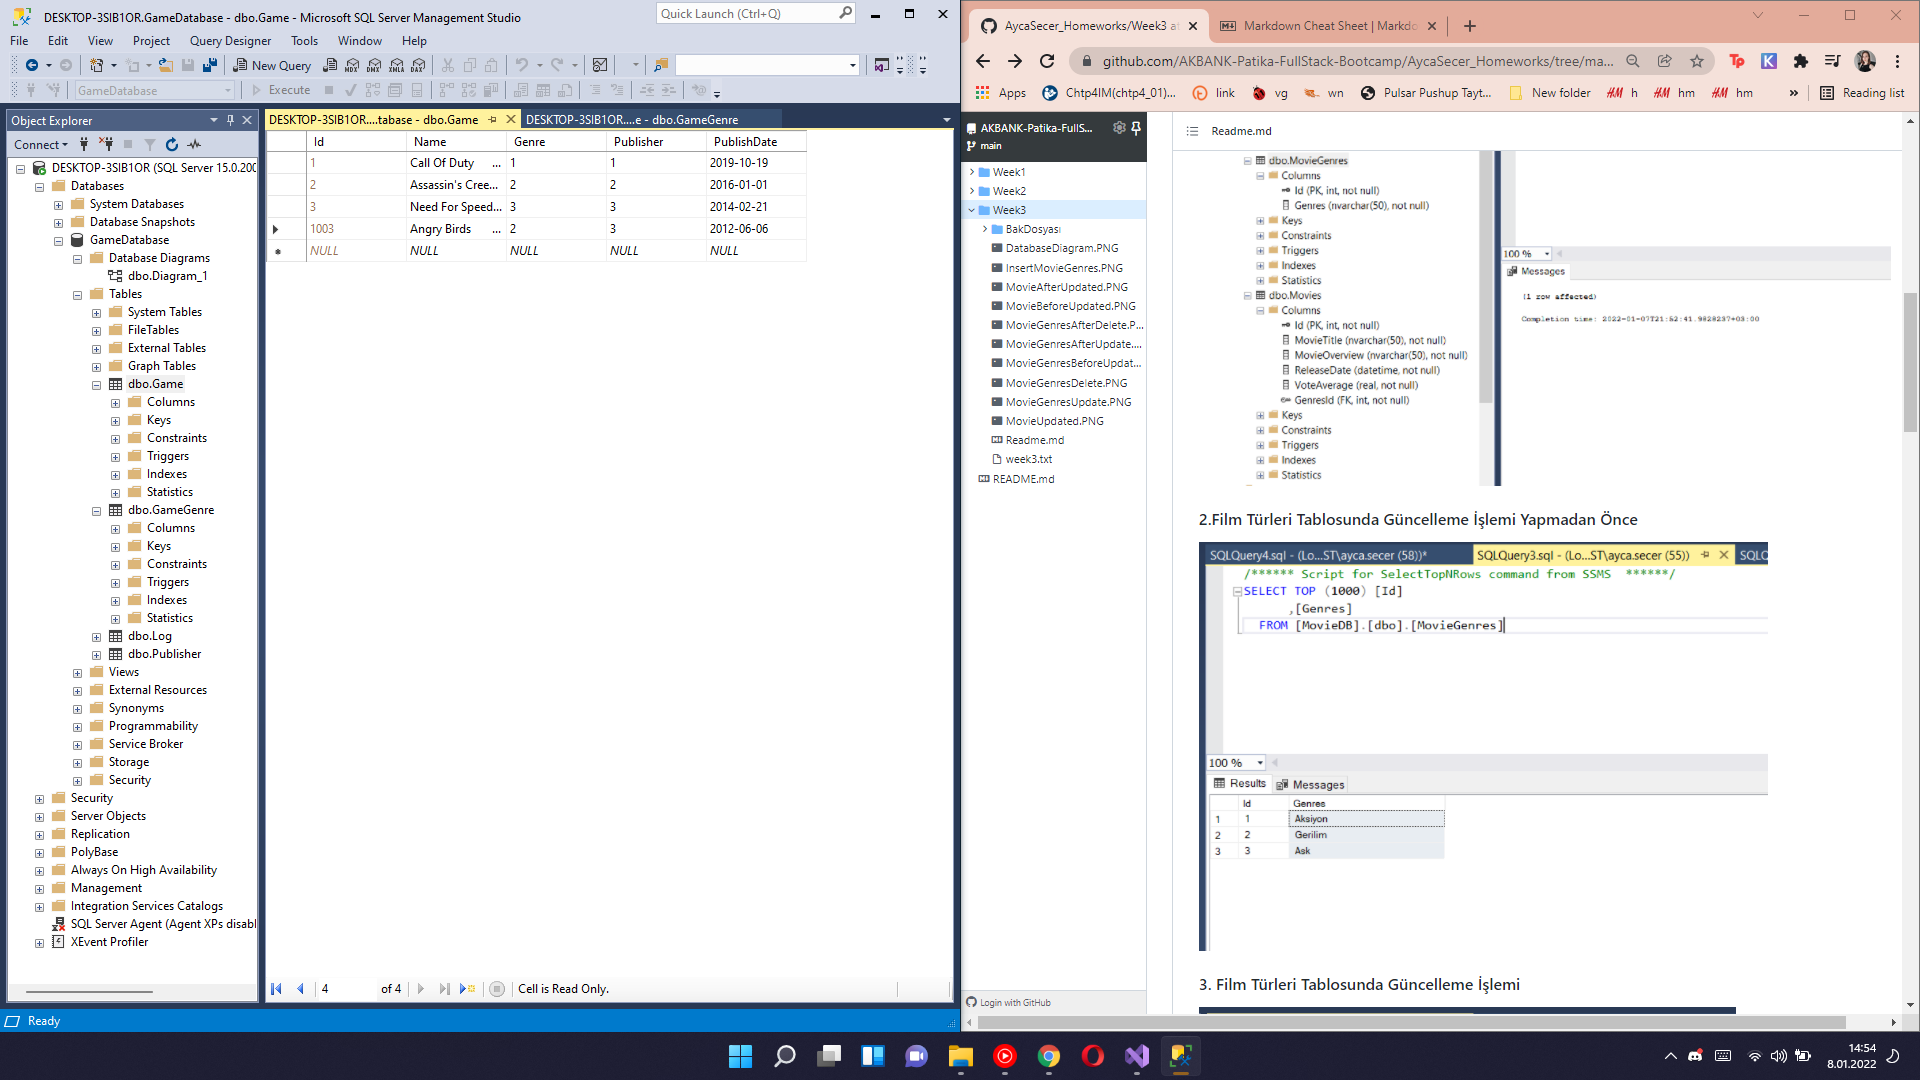 DESKTOP-3SIB1OR.GameDatabase - dbo.Game - Microsoft SQL Server Management Studio
Quick Launch (Ctrl+Q)
File Edit View Project Query Designer Tools Window Help
New Query
GameDatabase
Execute
Object Explorer
Connect
DESKTOP-3SIB1OR (SQL Server 15.0.200
Databases
System Databases
Database Snapshots
GameDatabase
Database Diagrams
dbo.Diagram_1
Tables
System Tables
FileTables
External Tables
Graph Tables
dbo.Game
Columns
Keys
Constraints
Triggers
Indexes
Statistics
dbo.GameGenre
Columns
Keys
Constraints
Triggers
Indexes
Statistics
dbo.Log
dbo.Publisher
Views
External Resources
Synonyms
Programmability
Service Broker
Storage
Security
Security
Server Objects
Replication
PolyBase
Always On High Availability
Management
Integration Services Catalogs
SQL Server Agent (Agent XPs disabl
XEvent Profiler
DESKTOP-3SIB1OR....tabase - dbo.Game DESKTOP-3SIB1OR....e - dbo.GameGenre
Id Name Genre Publisher PublishDate
1 Call Of Duty ... 1 1 2019-10-19
2 Assassin's Cree... 2 2 2016-01-01
3 Need For Speed... 3 3 2014-02-21
1003 Angry Birds ... 2 3 2012-06-06
NULL NULL NULL NULL NULL
4 of 4 Cell is Read Only.
Ready
AycaSecer_Homeworks/Week3 at
Markdown Cheat Sheet | Markdo
github.com/AKBANK-Patika-FullStack-Bootcamp/AycaSecer_Homeworks/tree/ma...
Apps Chtp4IM(chtp4_01)... link vg wn Pulsar Pushup Tayt... New folder h hm hm » Reading list
AKBANK-Patika-FullS...
main
Week1
Week2
Week3
BakDosyası
DatabaseDiagram.PNG
InsertMovieGenres.PNG
MovieAfterUpdated.PNG
MovieBeforeUpdated.PNG
MovieGenresAfterDelete.P...
MovieGenresAfterUpdate....
MovieGenresBeforeUpdat...
MovieGenresDelete.PNG
MovieGenresUpdate.PNG
MovieUpdated.PNG
Readme.md
week3.txt
README.md
Login with GitHub
Readme.md
dbo.MovieGenres
Columns
Id (PK, int, not null)
Genres (nvarchar(50), not null)
Keys
Constraints
Triggers
Indexes
Statistics
dbo.Movies
Columns
Id (PK, int, not null)
MovieTitle (nvarchar(50), not null)
MovieOverview (nvarchar(50), not null)
ReleaseDate (datetime, not null)
VoteAverage (real, not null)
GenresId (FK, int, not null)
Keys
Constraints
Triggers
Indexes
Statistics
100 %
Messages
(1 row affected)
Completion time: 2022-01-07T21:52:41.9828237+03:00
2.Film Türleri Tablosunda Güncelleme İşlemi Yapmadan Önce
SQLQuery4.sql - (Lo...ST\ayca.secer (58))* SQLQuery3.sql - (Lo...ST\ayca.secer (55)) SQLQ
/****** Script for SelectTopNRows command from SSMS ******/
SELECT TOP (1000) [Id]
,[Genres]
FROM [MovieDB].[dbo].[MovieGenres]
100 %
Results Messages
Id Genres
1 1 Aksiyon
2 2 Gerilim
3 3 Ask
3. Film Türleri Tablosunda Güncelleme İşlemi
14:54
8.01.2022